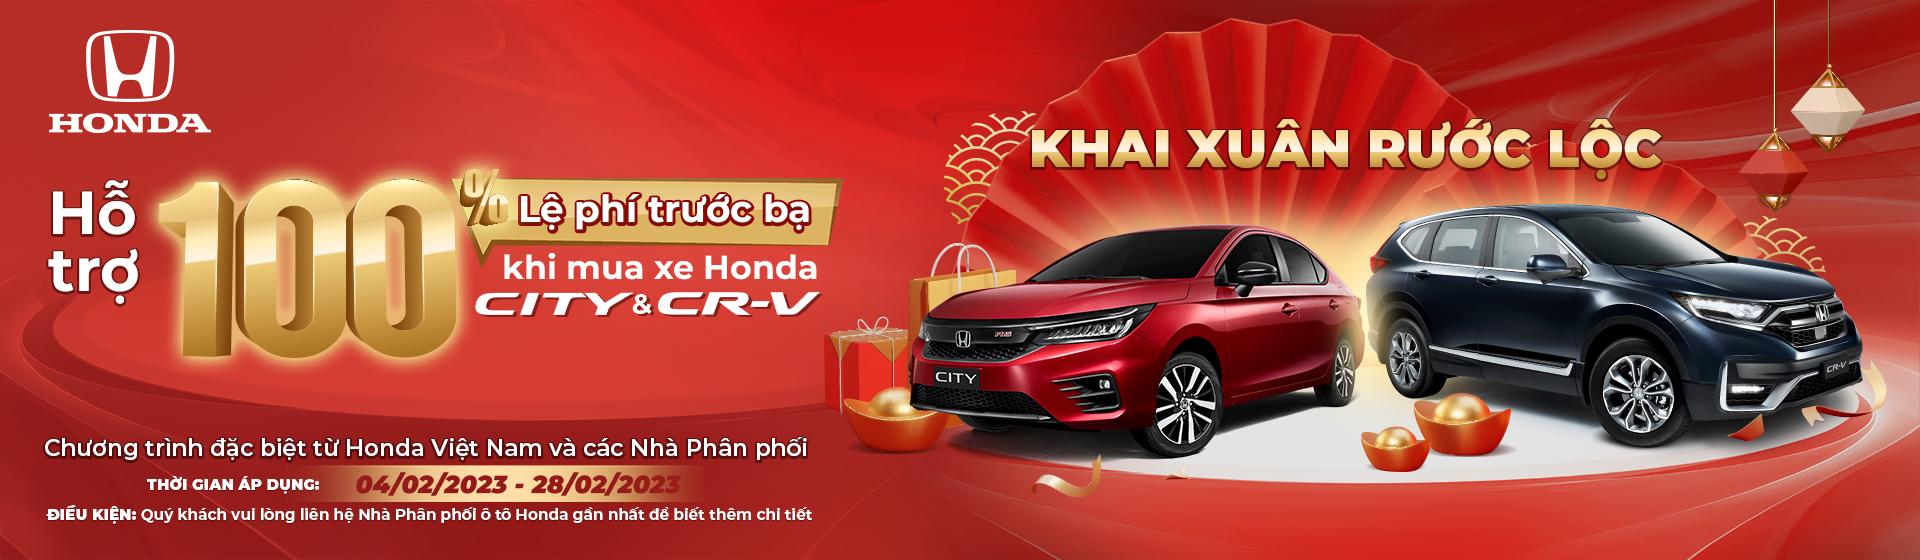 HONDA
Hỗ trợ
100% Lệ phí trước bạ
khi mua xe Honda
CITY & CR-V
KHAI XUÂN RƯỚC LỘC
RS
CITY
CR-V
Chương trình đặc biệt từ Honda Việt Nam và các Nhà Phân phối
THỜI GIAN ÁP DỤNG: 04/02/2023 - 28/02/2023
ĐIỀU KIỆN: Quý khách vui lòng liên hệ Nhà Phân phối ô tô Honda gần nhất để biết thêm chi tiết